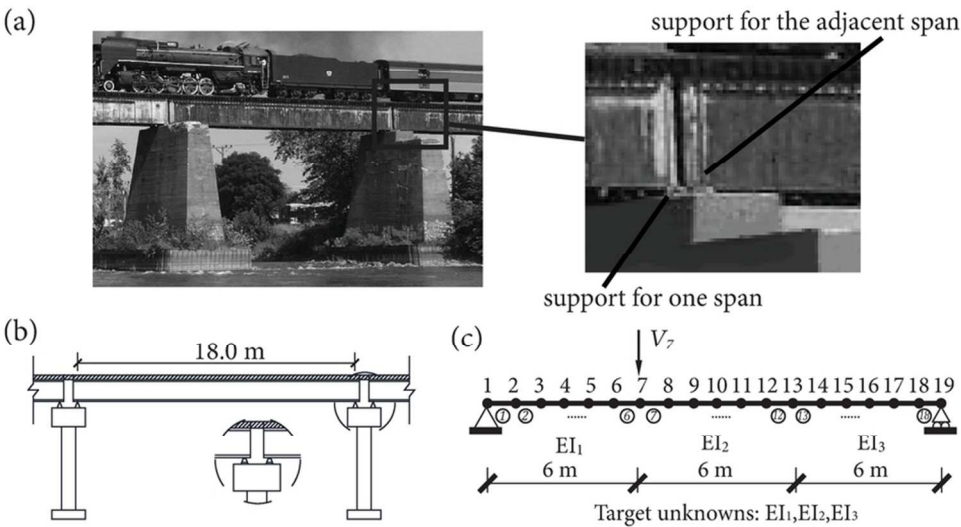 (a)
support for the adjacent span
support for one span
(b)
18.0 m
(c)
V₇
1 2 3 4 5 6 7 8 9 10 11 12 13 14 15 16 17 18 19
① ② ...... ⑥ ⑦ ...... ⑫ ⑬ ...... ⑱
EI₁ EI₂ EI₃
6 m 6 m 6 m
Target unknowns: EI₁,EI₂,EI₃